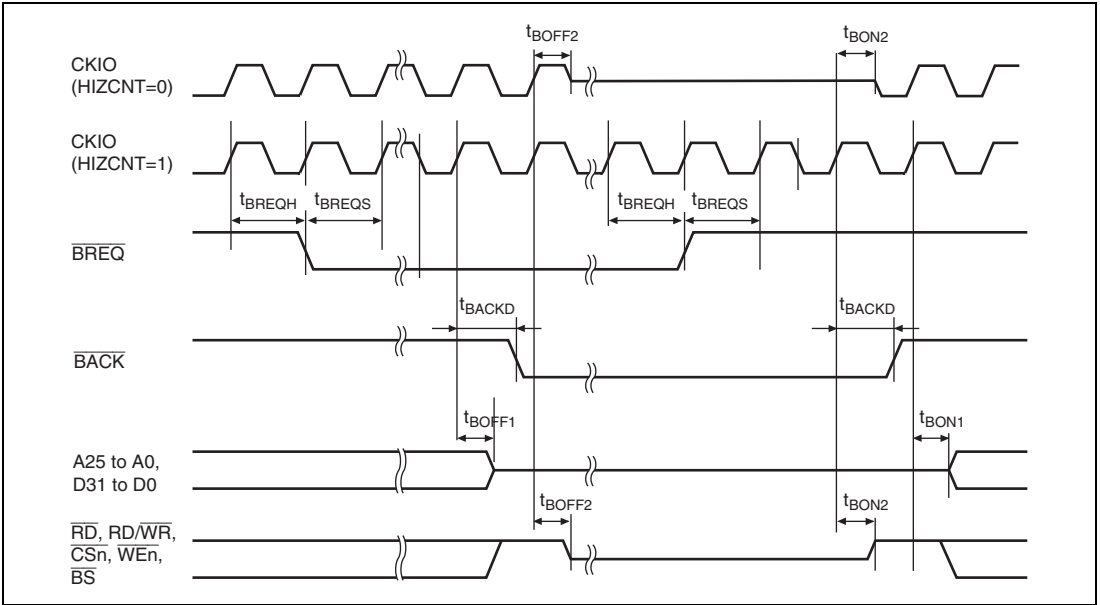 tBOFF2 tBON2
CKIO
(HIZCNT=0)
CKIO
(HIZCNT=1)
tBREQH tBREQS tBREQH tBREQS
BREQ
tBACKD tBACKD
BACK
tBOFF1 tBON1
A25 to A0,
D31 to D0
tBOFF2 tBON2
RD, RD/WR,
CSn, WEn,
BS